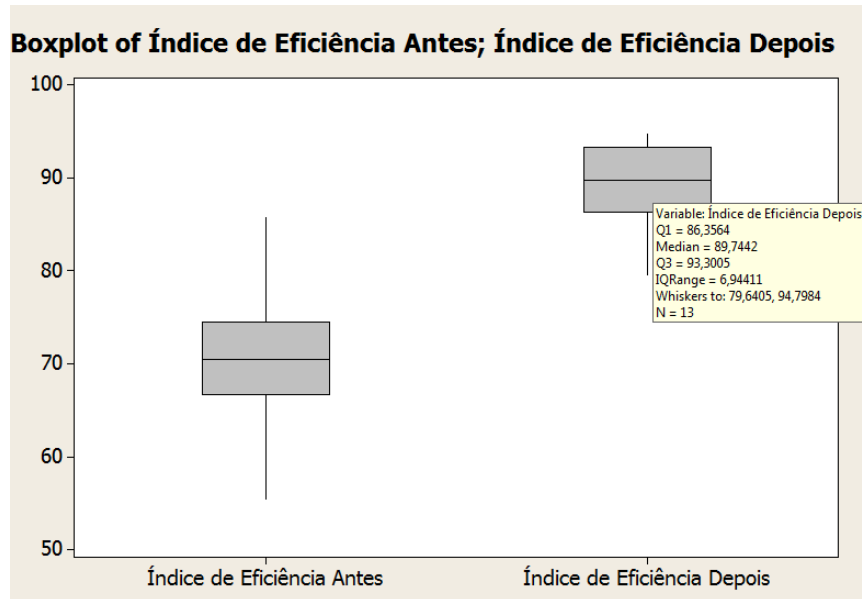 Boxplot of Índice de Eficiência Antes; Índice de Eficiência Depois
100
90
80
70
60
50
Variable: Índice de Eficiência Depois
Q1 = 86,3564
Median = 89,7442
Q3 = 93,3005
IQRange = 6,94411
Whiskers to: 79,6405, 94,7984
N = 13
Índice de Eficiência Antes
Índice de Eficiência Depois